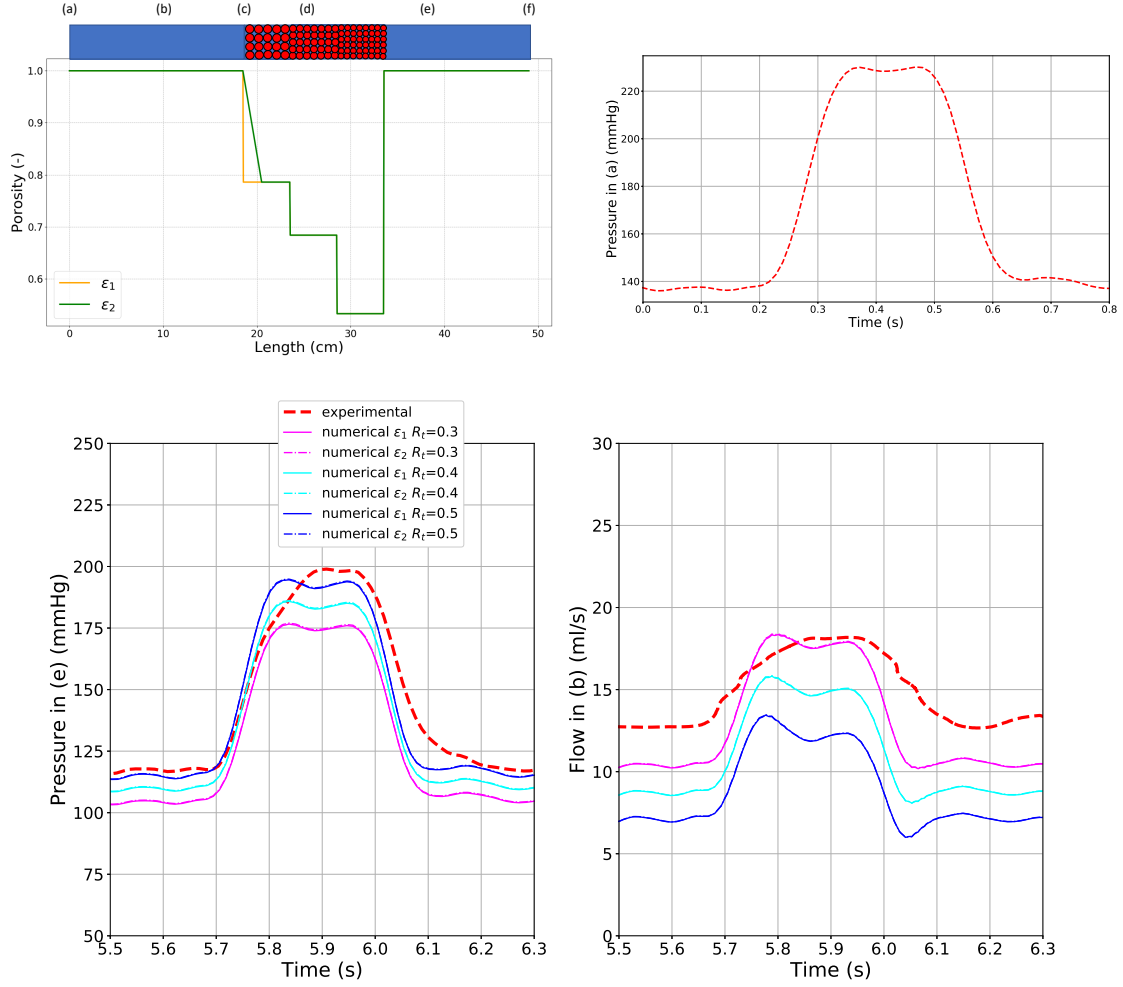 (a) (b) (c) (d) (e) (f)
1.0
0.9
0.8
0.7
0.6
Porosity (-)
ε1
ε2
0 10 20 30 40 50
Length (cm)
220
200
180
160
140
Pressure in (a) (mmHg)
0.0 0.1 0.2 0.3 0.4 0.5 0.6 0.7 0.8
Time (s)
experimental
numerical ε1 Rt=0.3
numerical ε2 Rt=0.3
numerical ε1 Rt=0.4
numerical ε2 Rt=0.4
numerical ε1 Rt=0.5
numerical ε2 Rt=0.5
250
225
200
175
150
125
100
75
50
Pressure in (e) (mmHg)
5.5 5.6 5.7 5.8 5.9 6.0 6.1 6.2 6.3
Time (s)
30
25
20
15
10
5
0
Flow in (b) (ml/s)
5.5 5.6 5.7 5.8 5.9 6.0 6.1 6.2 6.3
Time (s)